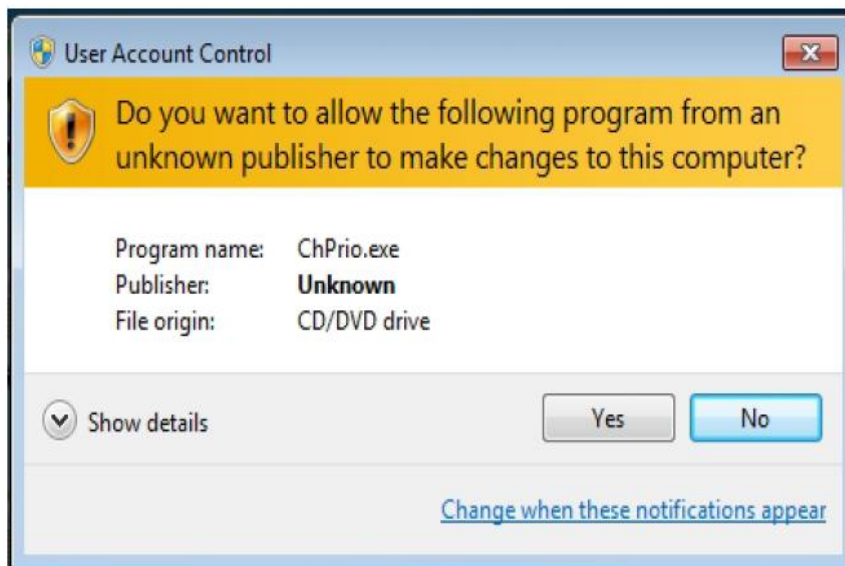 User Account Control
Do you want to allow the following program from an
unknown publisher to make changes to this computer?
Program name: ChPrio.exe
Publisher: Unknown
File origin: CD/DVD drive
Show details
Yes
No
Change when these notifications appear